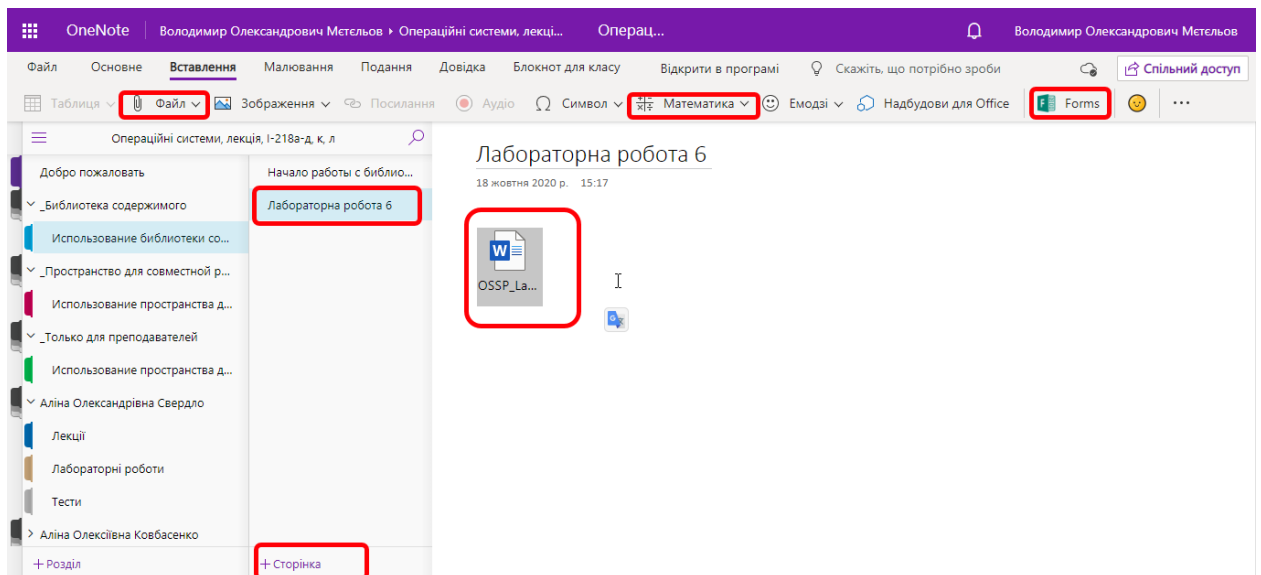 OneNote Володимир Олександрович Мєтєльов › Операційні системи, лекці... Операц... Володимир Олександрович Мєтєльов
Файл Основне Вставлення Малювання Подання Довідка Блокнот для класу Відкрити в програмі Скажіть, що потрібно зроби Спільний доступ
Таблиця Файл Зображення Посилання Аудіо Символ Математика Емодзі Надбудови для Office Forms ...
Операційні системи, лекція, І-218а-д, к, л
Добро пожаловать
_Библиотека содержимого
Использование библиотеки со...
_Пространство для совместной р...
Использование пространства д...
_Только для преподавателей
Использование пространства д...
Аліна Олександрівна Свердло
Лекції
Лабораторні роботи
Тести
Аліна Олексіївна Ковбасенко
+ Розділ
Начало работы с библио...
Лабораторна робота 6
+ Сторінка
Лабораторна робота 6
18 жовтня 2020 р. 15:17
W
OSSP_La...